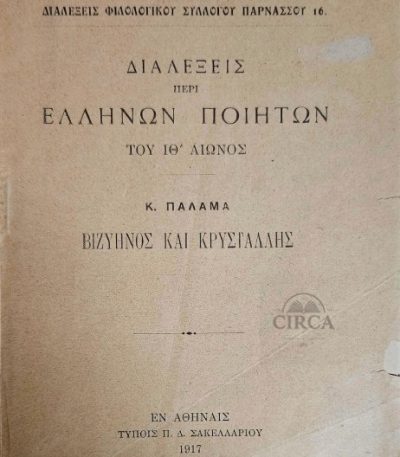 ΔΙΑΛΕΞΕΙΣ ΦΙΛΟΛΟΓΙΚΟΥ ΣΥΛΛΟΓΟΥ ΠΑΡΝΑΣΣΟΥ 16.
ΔΙΑΛΕΞΕΙΣ
ΠΕΡΙ
ΕΛΛΗΝΩΝ ΠΟΙΗΤΩΝ
ΤΟΥ ΙΘ' ΑΙΩΝΟΣ
Κ. ΠΑΛΑΜΑ
ΒΙΖΥΗΝΟΣ ΚΑΙ ΚΡΥΣΤΑΛΛΗΣ
CIRCA
ΕΝ ΑΘΗΝΑΙΣ
ΤΥΠΟΙΣ Π. Δ. ΣΑΚΕΛΛΑΡΙΟΥ
1917